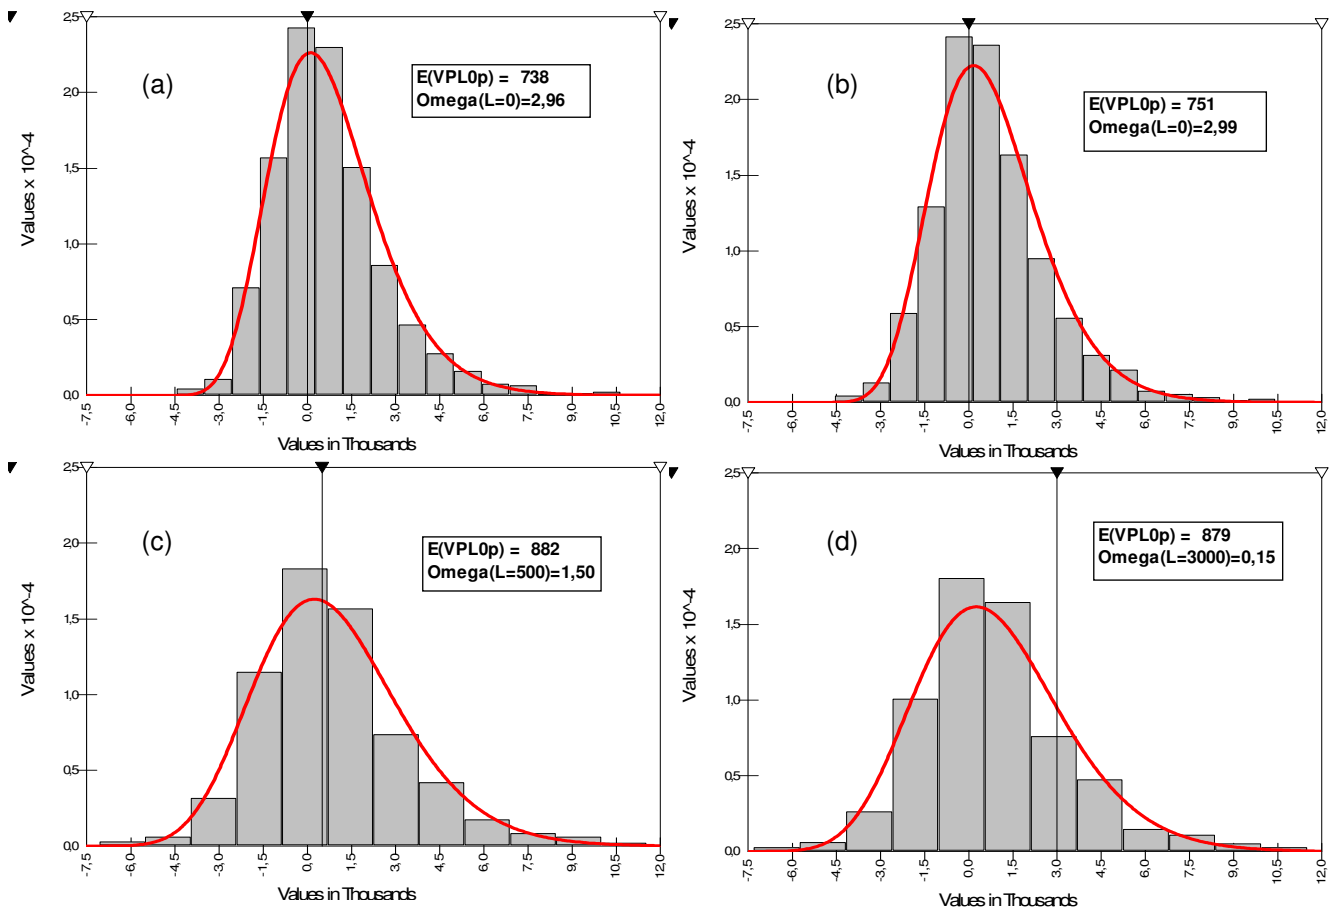 2,5
2,0
1,5
1,0
0,5
0,0
Values x 10^-4
(a)
E(VPL0p) = 738
Omega(L=0)=2,96
-7,5 -6,0 -4,5 -3,0 -1,5 0,0 1,5 3,0 4,5 6,0 7,5 9,0 10,5 12,0
Values in Thousands
2,5
2,0
1,5
1,0
0,5
0,0
Values x 10^-4
(b)
E(VPL0p) = 751
Omega(L=0)=2,99
-7,5 -6,0 -4,5 -3,0 -1,5 0,0 1,5 3,0 4,5 6,0 7,5 9,0 10,5 12,0
Values in Thousands
2,5
2,0
1,5
1,0
0,5
0,0
Values x 10^-4
(c)
E(VPL0p) = 882
Omega(L=500)=1,50
-7,5 -6,0 -4,5 -3,0 -1,5 0,0 1,5 3,0 4,5 6,0 7,5 9,0 10,5 12,0
Values in Thousands
2,5
2,0
1,5
1,0
0,5
0,0
Values x 10^-4
(d)
E(VPL0p) = 879
Omega(L=3000)=0,15
-7,5 -6,0 -4,5 -3,0 -1,5 0,0 1,5 3,0 4,5 6,0 7,5 9,0 10,5 12,0
Values in Thousands